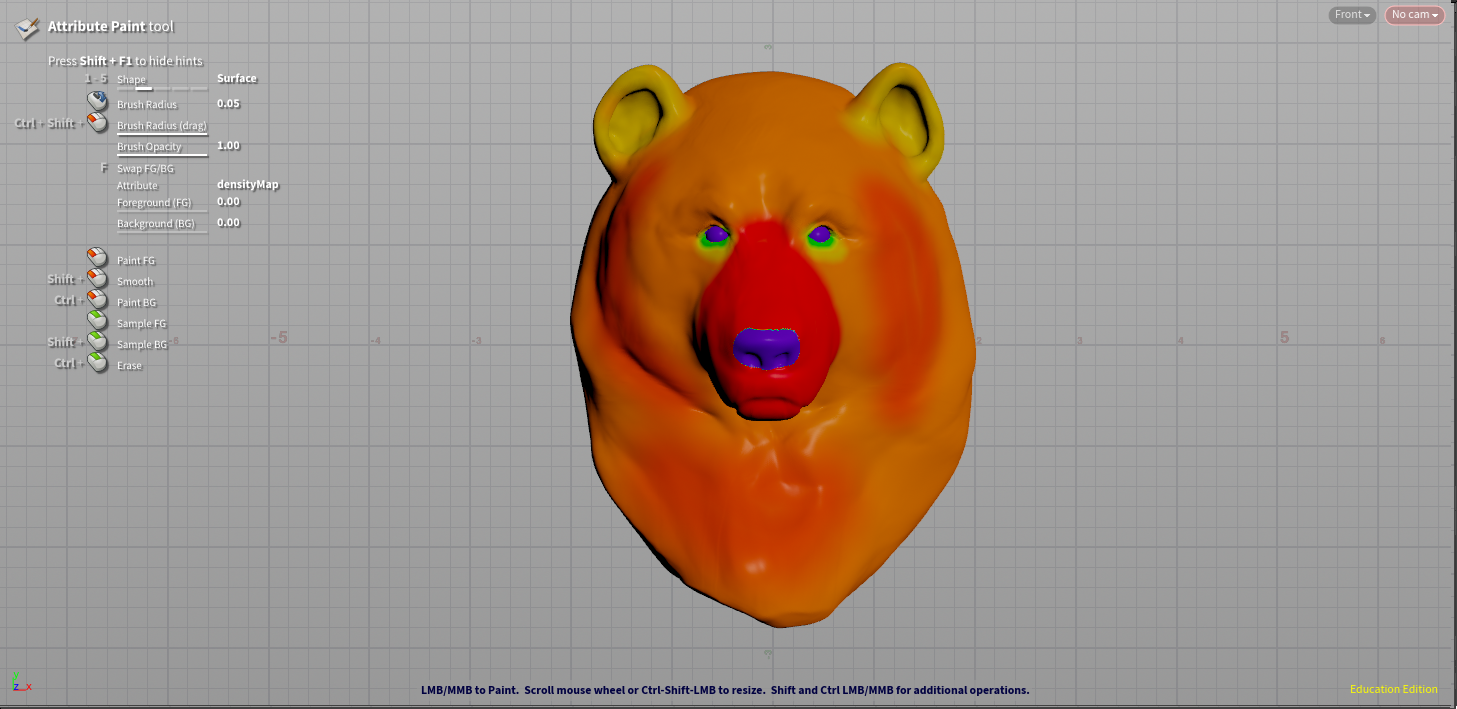 Attribute Paint tool
Front
No cam
Press Shift + F1 to hide hints
1 - 5 Shape Surface
Brush Radius 0.05
Ctrl + Shift + Brush Radius (drag)
Brush Opacity 1.00
F Swap FG/BG
Attribute densityMap
Foreground (FG) 0.00
Background (BG) 0.00
Paint FG
Shift + Smooth
Ctrl + Paint BG
Sample FG
Shift + Sample BG
Ctrl + Erase
-5 -4 -3 2 3 4 5 6
z x
LMB/MMB to Paint. Scroll mouse wheel or Ctrl-Shift-LMB to resize. Shift and Ctrl LMB/MMB for additional operations.
Education Edition